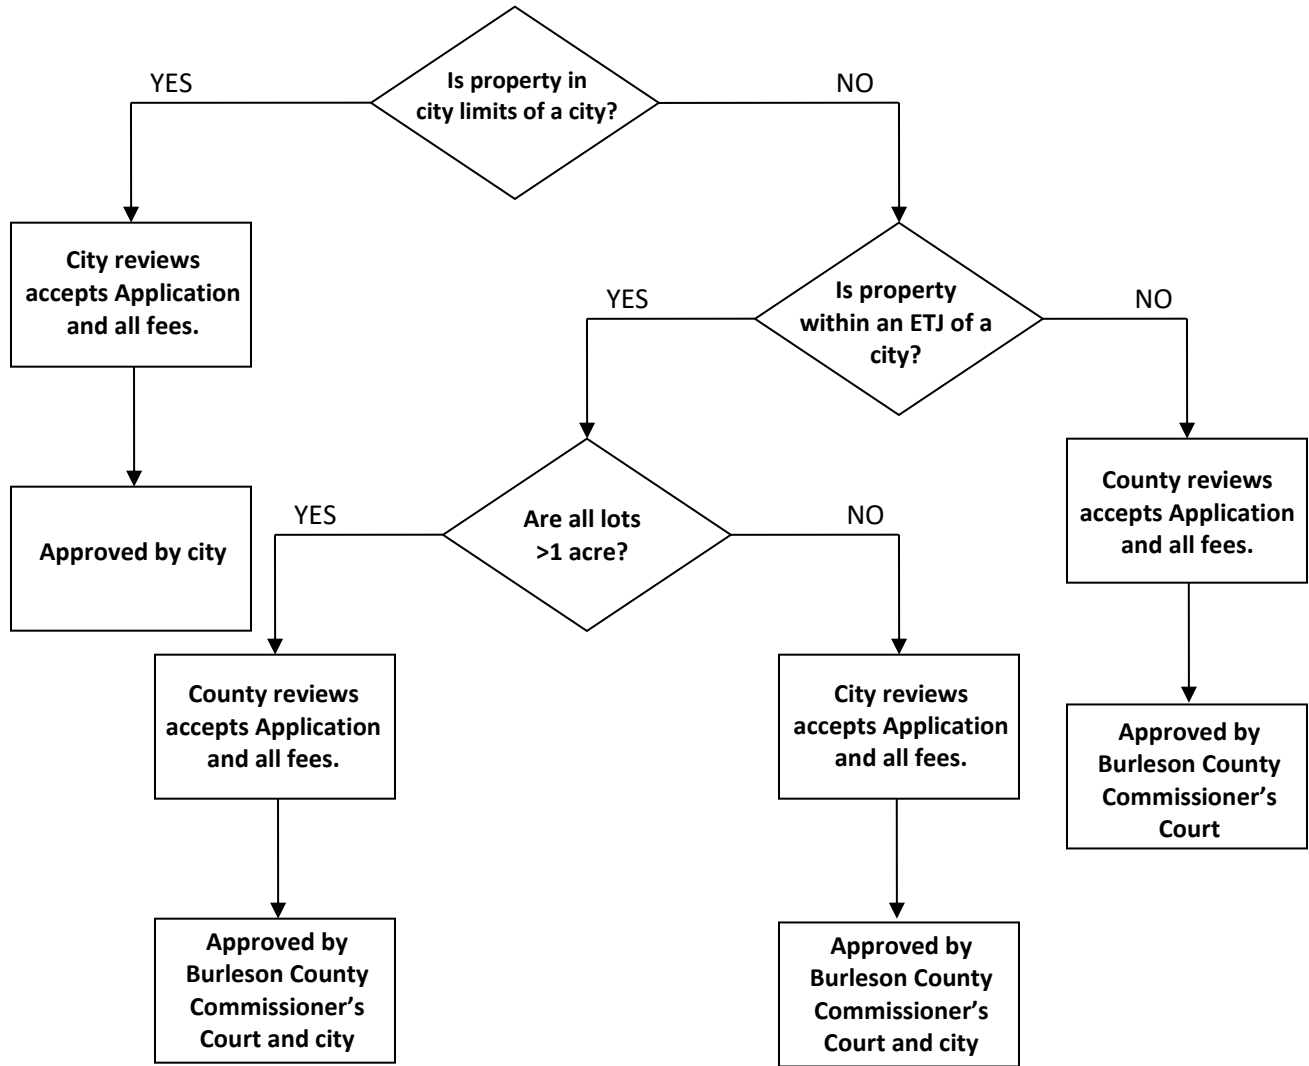 Is property in
city limits of a city?
YES
NO
City reviews
accepts Application
and all fees.
Approved by city
Is property
within an ETJ of a
city?
YES
NO
Are all lots
>1 acre?
YES
NO
County reviews
accepts Application
and all fees.
Approved by
Burleson County
Commissioner’s
Court and city
City reviews
accepts Application
and all fees.
Approved by
Burleson County
Commissioner’s
Court and city
County reviews
accepts Application
and all fees.
Approved by
Burleson County
Commissioner’s
Court